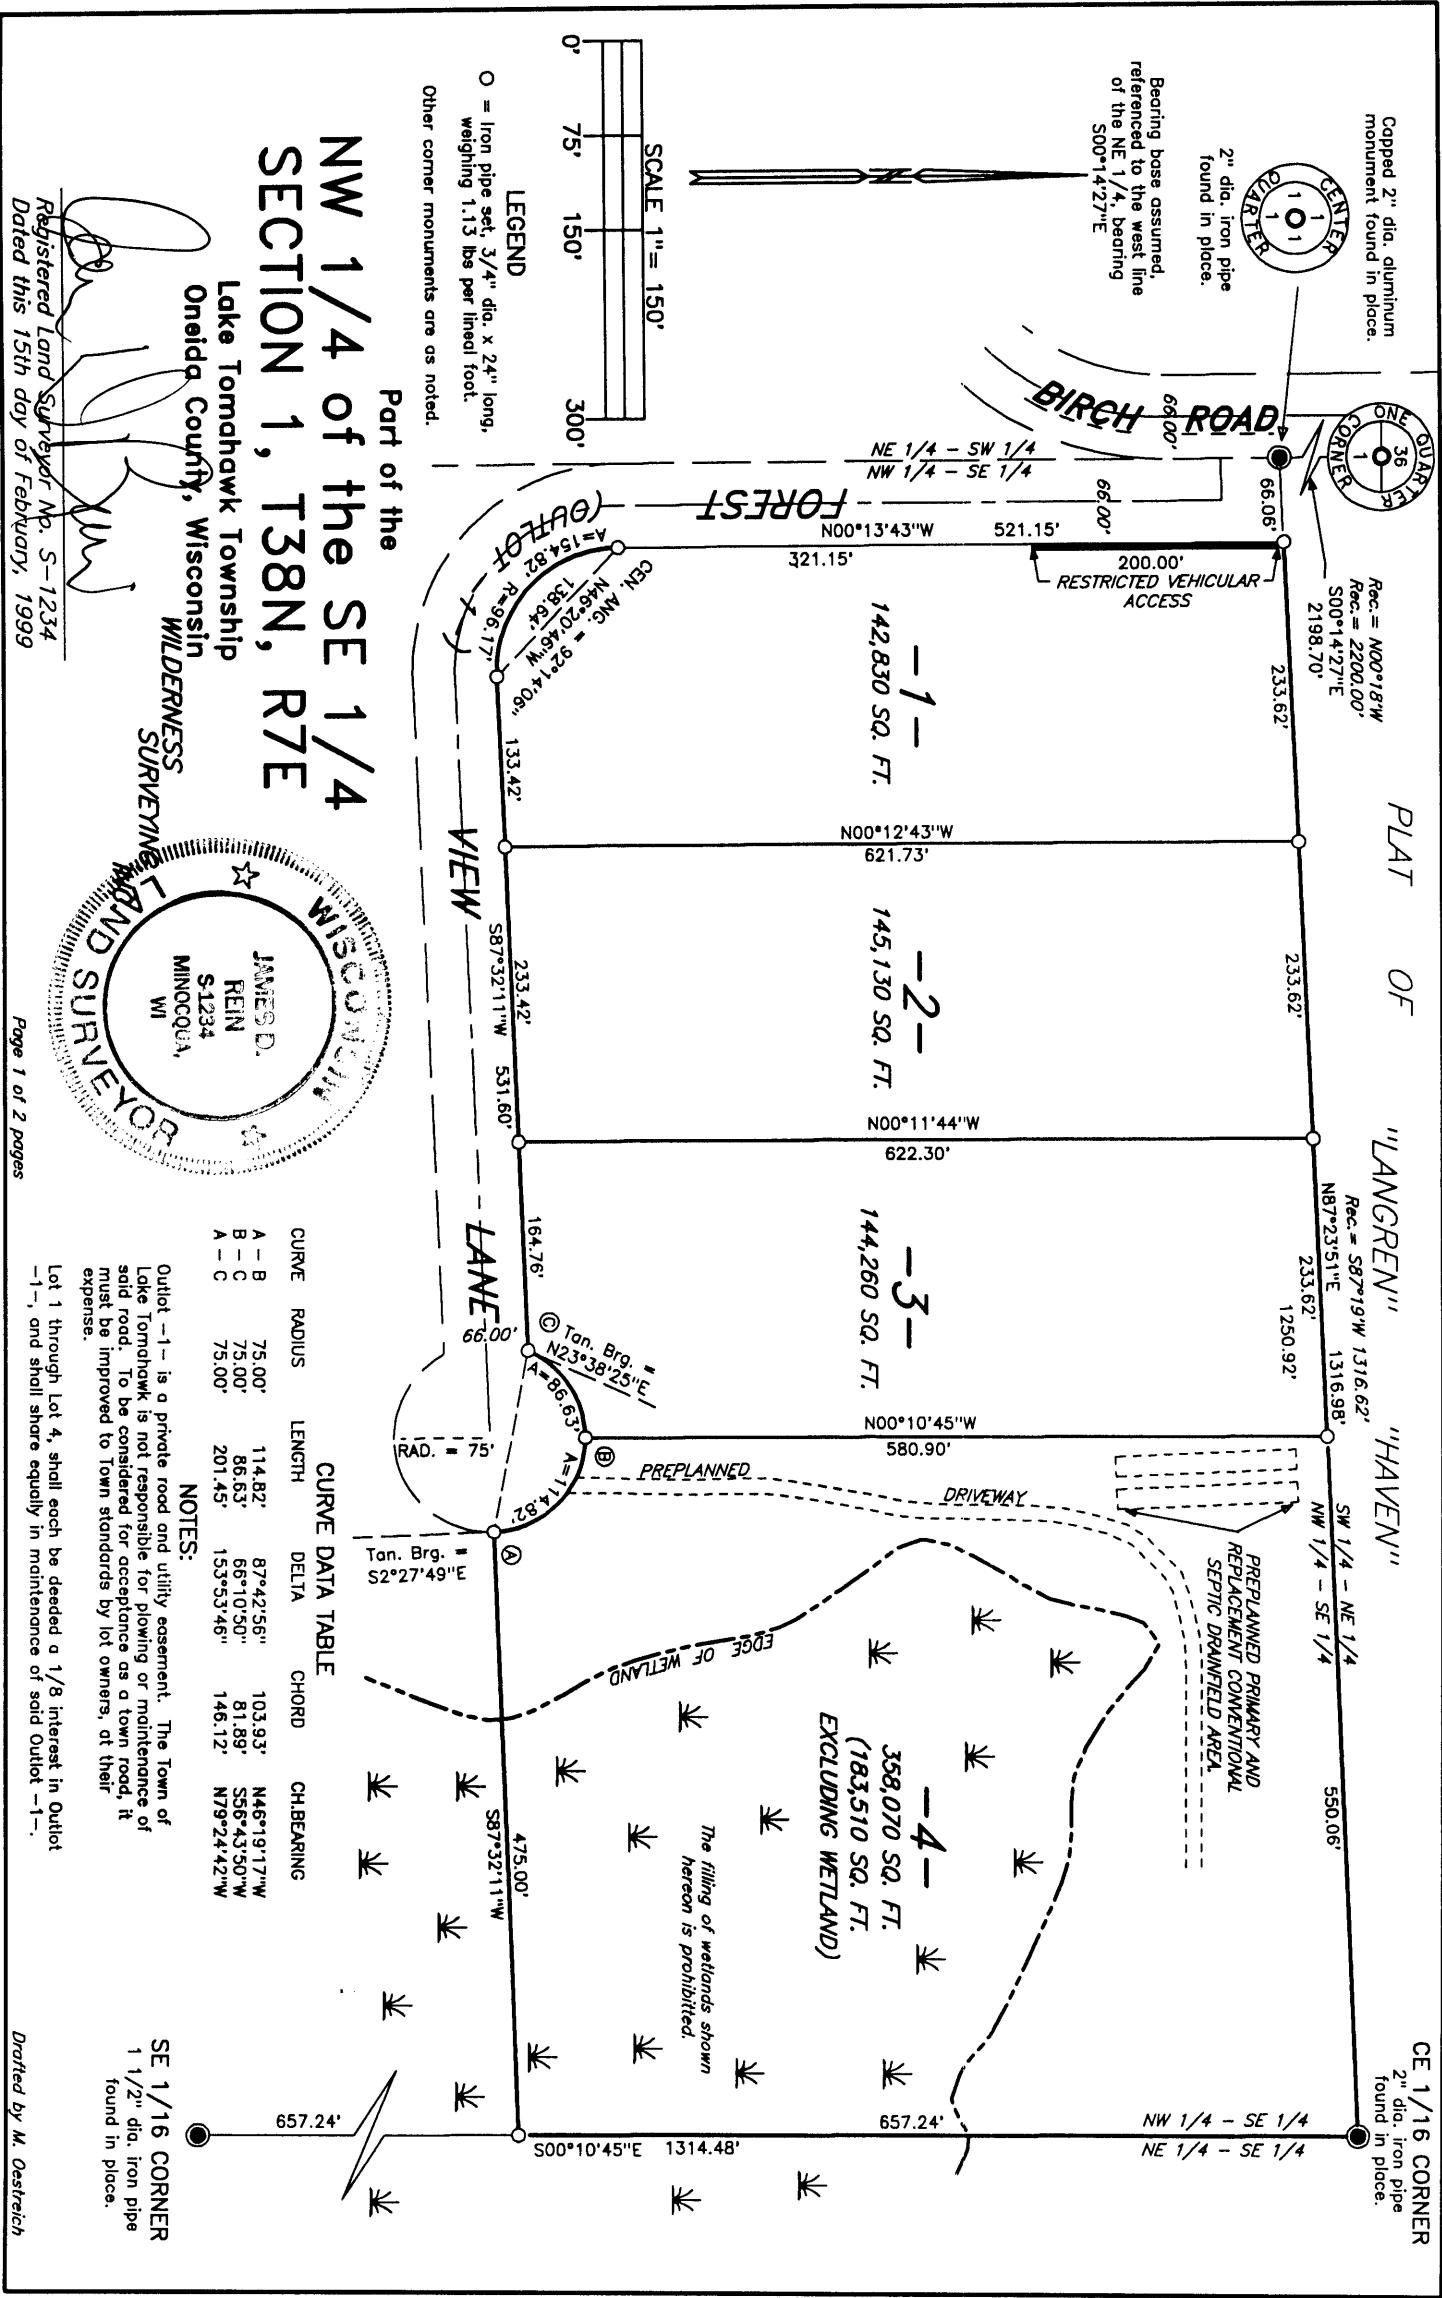 Capped 2" dia. aluminum
monument found in place.
ONE QUARTER
CORNER
36
1
Rec.= N00°18'W
Rec.= 2200.00'
S00°14'27"E
2198.70'
PLAT OF "LANGREN" "HAVEN"
Rec.= S87°19'W 1316.62'
N87°23'51"E 1316.98'
1250.92'
CE 1/16 CORNER
2" dia. iron pipe
found in place.
CENTER
QUARTER
1
1
1
1
2" dia. iron pipe
found in place.
Bearing base assumed,
referenced to the west line
of the NE 1/4, bearing
S00°14'27"E
N
BIRCH ROAD
66.00'
66.06'
233.62'
233.62'
233.62'
550.06'
SW 1/4 - NE 1/4
NW 1/4 - SE 1/4
NE 1/4 - SW 1/4
NW 1/4 - SE 1/4
66.00'
FOREST
N00°13'43"W 521.15'
321.15'
200.00'
RESTRICTED VEHICULAR
ACCESS
-1-
142,830 SQ. FT.
N00°12'43"W
621.73'
-2-
145,130 SQ. FT.
N00°11'44"W
622.30'
-3-
144,260 SQ. FT.
N00°10'45"W
580.90'
PREPLANNED DRIVEWAY
PREPLANNED PRIMARY AND
REPLACEMENT CONVENTIONAL
SEPTIC DRAINFIELD AREA.
-4-
358,070 SQ. FT.
(183,510 SQ. FT.
EXCLUDING WETLAND)
The filling of wetlands shown
hereon is prohibitted.
EDGE OF WETLAND
NW 1/4 - SE 1/4
NE 1/4 - SE 1/4
657.24'
S00°10'45"E 1314.48'
657.24'
SCALE 1"= 150'
0' 75' 150' 300'
LEGEND
O = Iron pipe set, 3/4" dia. x 24" long,
weighing 1.13 lbs per lineal foot.
Other corner monuments are as noted.
(OUTLOT
A=154.82' R=96.17'
CEN. ANG. = 92°14'06"
N46°20'46"W
138.64'
133.42'
233.42'
S87°32'11"W 531.60'
164.76'
VIEW LANE
66.00'
Ⓒ Tan. Brg. =
N23°38'25"E
A=86.63'
Ⓑ
A=114.82'
RAD. = 75'
Ⓐ
Tan. Brg. =
S2°27'49"E
475.00'
S87°32'11"W
Part of the
NW 1/4 of the SE 1/4
SECTION 1, T38N, R7E
Lake Tomahawk Township
Oneida County, Wisconsin
WILDERNESS
SURVEYING
WISCONSIN
LAND SURVEYOR
JAMES D.
REIN
S-1234
MINOCQUA,
WI
Registered Land Surveyor No. S-1234
Dated this 15th day of February, 1999
CURVE DATA TABLE
CURVE RADIUS LENGTH DELTA CHORD CH.BEARING
A - B 75.00' 114.82' 87°42'56" 103.93' N46°19'17"W
B - C 75.00' 86.63' 66°10'50" 81.89' S56°43'50"W
A - C 75.00' 201.45' 153°53'46" 146.12' N79°24'42"W
NOTES:
Outlot -1- is a private road and utility easement. The Town of
Lake Tomahawk is not responsible for plowing or maintenance of
said road. To be considered for acceptance as a town road, it
must be improved to Town standards by lot owners, at their
expense.
Lot 1 through Lot 4, shall each be deeded a 1/8 interest in Outlot
-1-, and shall share equally in maintenance of said Outlot -1-.
SE 1/16 CORNER
1 1/2" dia. iron pipe
found in place.
Page 1 of 2 pages
Drafted by M. Oestreich